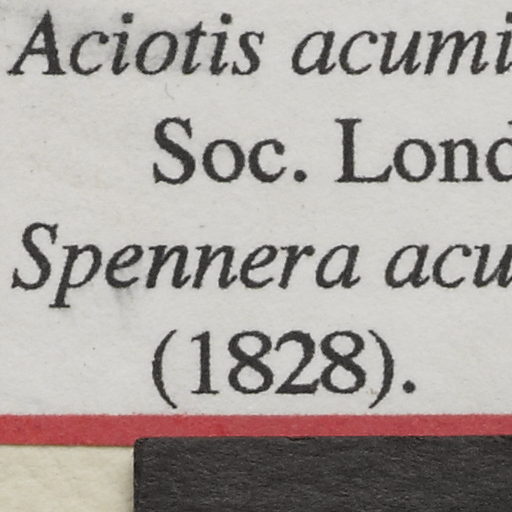 Aciotis acumi
Soc. Lond
Spennera acu
(1828).